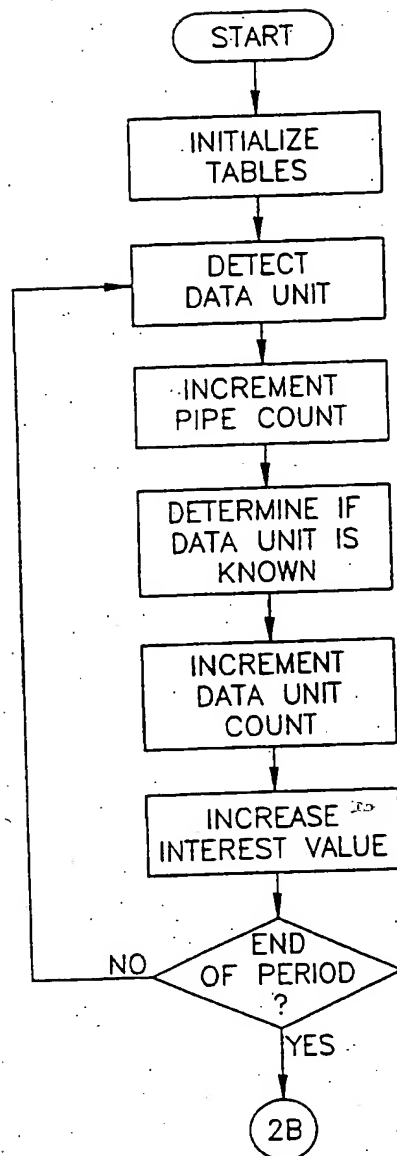 START
INITIALIZE
TABLES
DETECT
DATA UNIT
INCREMENT
PIPE COUNT
DETERMINE IF
DATA UNIT IS
KNOWN
INCREMENT
DATA UNIT
COUNT
INCREASE
INTEREST VALUE
END
OF PERIOD
?
NO
YES
2B